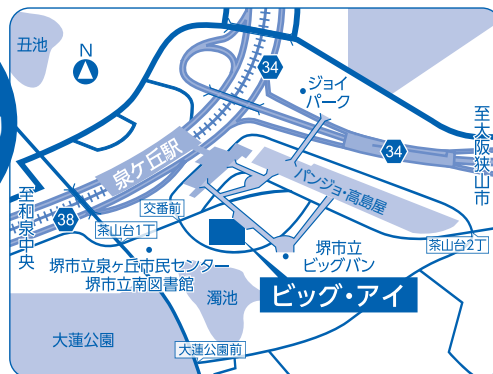 丑池
N
34
ジョイ
パーク
34
至大阪狭山市
泉ケ丘駅
パンジョ・髙島屋
38
至和泉中央
交番前
茶山台1丁
茶山台2丁
堺市立泉ヶ丘市民センター
堺市立南図書館
堺市立
ビッグバン
濁池
ビッグ・アイ
大蓮公園
大蓮公園前